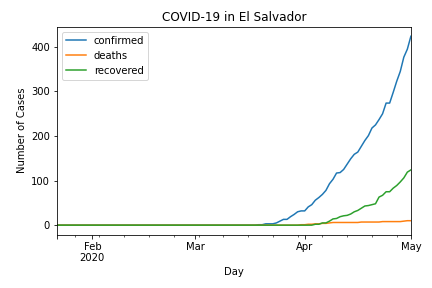 COVID-19 in El Salvador
confirmed
deaths
recovered
Number of Cases
400
300
200
100
0
Feb
2020
Mar
Apr
May
Day